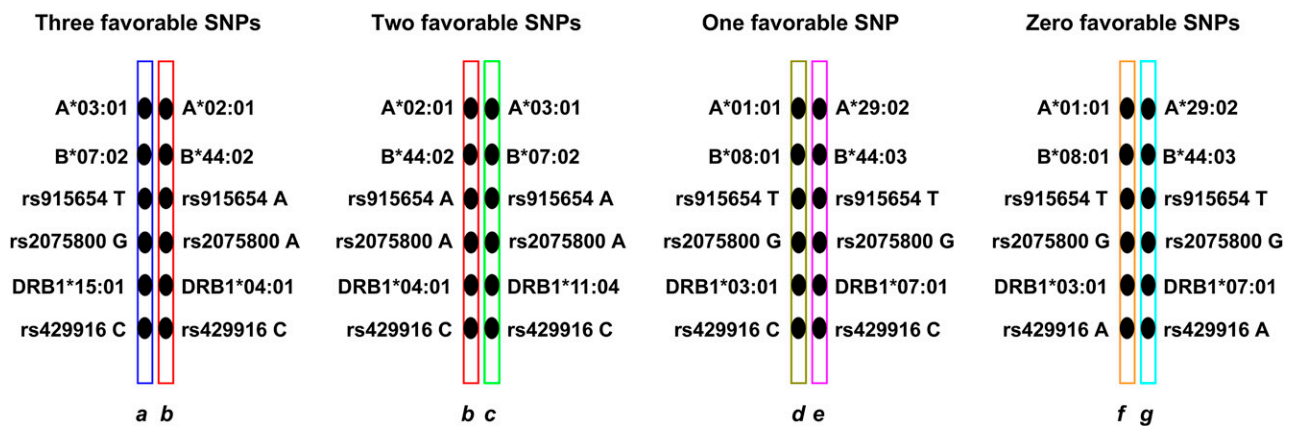 Three favorable SNPs Two favorable SNPs One favorable SNP Zero favorable SNPs
A*03:01 A*02:01 A*02:01 A*03:01 A*01:01 A*29:02 A*01:01 A*29:02
B*07:02 B*44:02 B*44:02 B*07:02 B*08:01 B*44:03 B*08:01 B*44:03
rs915654 T rs915654 A rs915654 A rs915654 A rs915654 T rs915654 T rs915654 T rs915654 T
rs2075800 G rs2075800 A rs2075800 A rs2075800 A rs2075800 G rs2075800 G rs2075800 G rs2075800 G
DRB1*15:01 DRB1*04:01 DRB1*04:01 DRB1*11:04 DRB1*03:01 DRB1*07:01 DRB1*03:01 DRB1*07:01
rs429916 C rs429916 C rs429916 C rs429916 C rs429916 C rs429916 C rs429916 A rs429916 A
a b b c d e f g